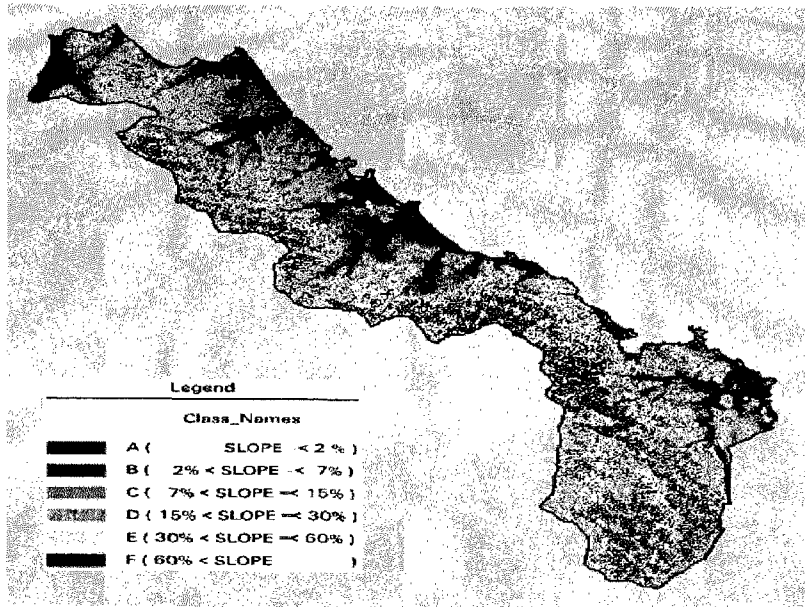 Legend
Class_Names
A ( SLOPE < 2 % )
B ( 2% < SLOPE < 7% )
C ( 7% < SLOPE =< 15% )
D ( 15% < SLOPE =< 30% )
E ( 30% < SLOPE =< 60% )
F ( 60% < SLOPE )